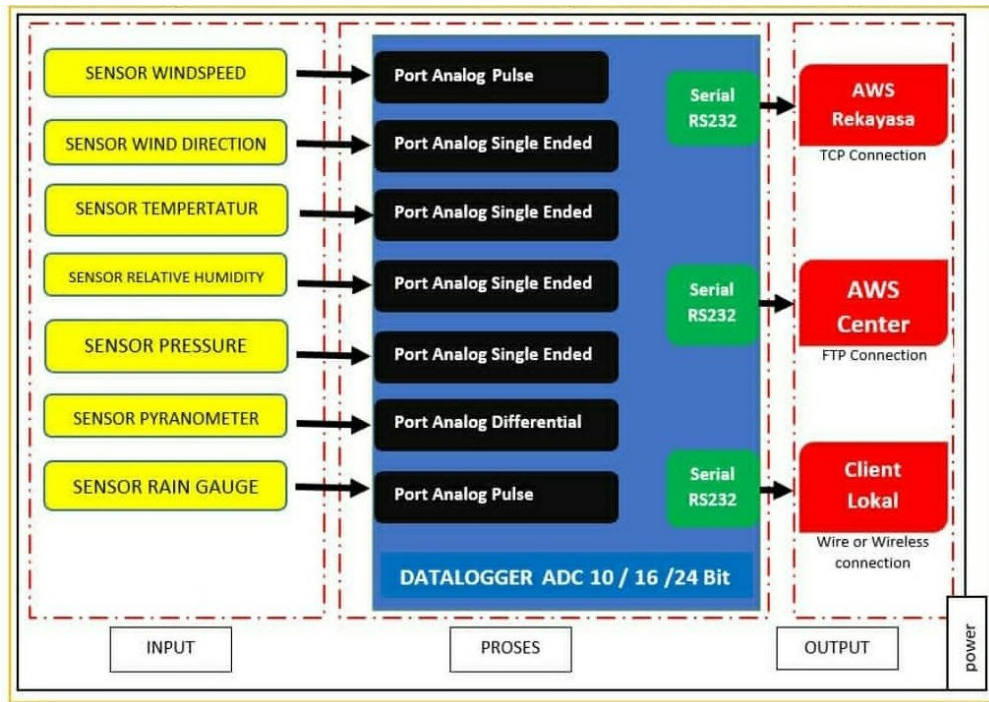 SENSOR WINDSPEED
SENSOR WIND DIRECTION
SENSOR TEMPERTATUR
SENSOR RELATIVE HUMIDITY
SENSOR PRESSURE
SENSOR PYRANOMETER
SENSOR RAIN GAUGE
Port Analog Pulse
Port Analog Single Ended
Port Analog Single Ended
Port Analog Single Ended
Port Analog Single Ended
Port Analog Differential
Port Analog Pulse
DATALOGGER ADC 10 / 16 /24 Bit
Serial
RS232
Serial
RS232
Serial
RS232
AWS
Rekayasa
TCP Connection
AWS
Center
FTP Connection
Client
Lokal
Wire or Wireless
connection
INPUT
PROSES
OUTPUT
power